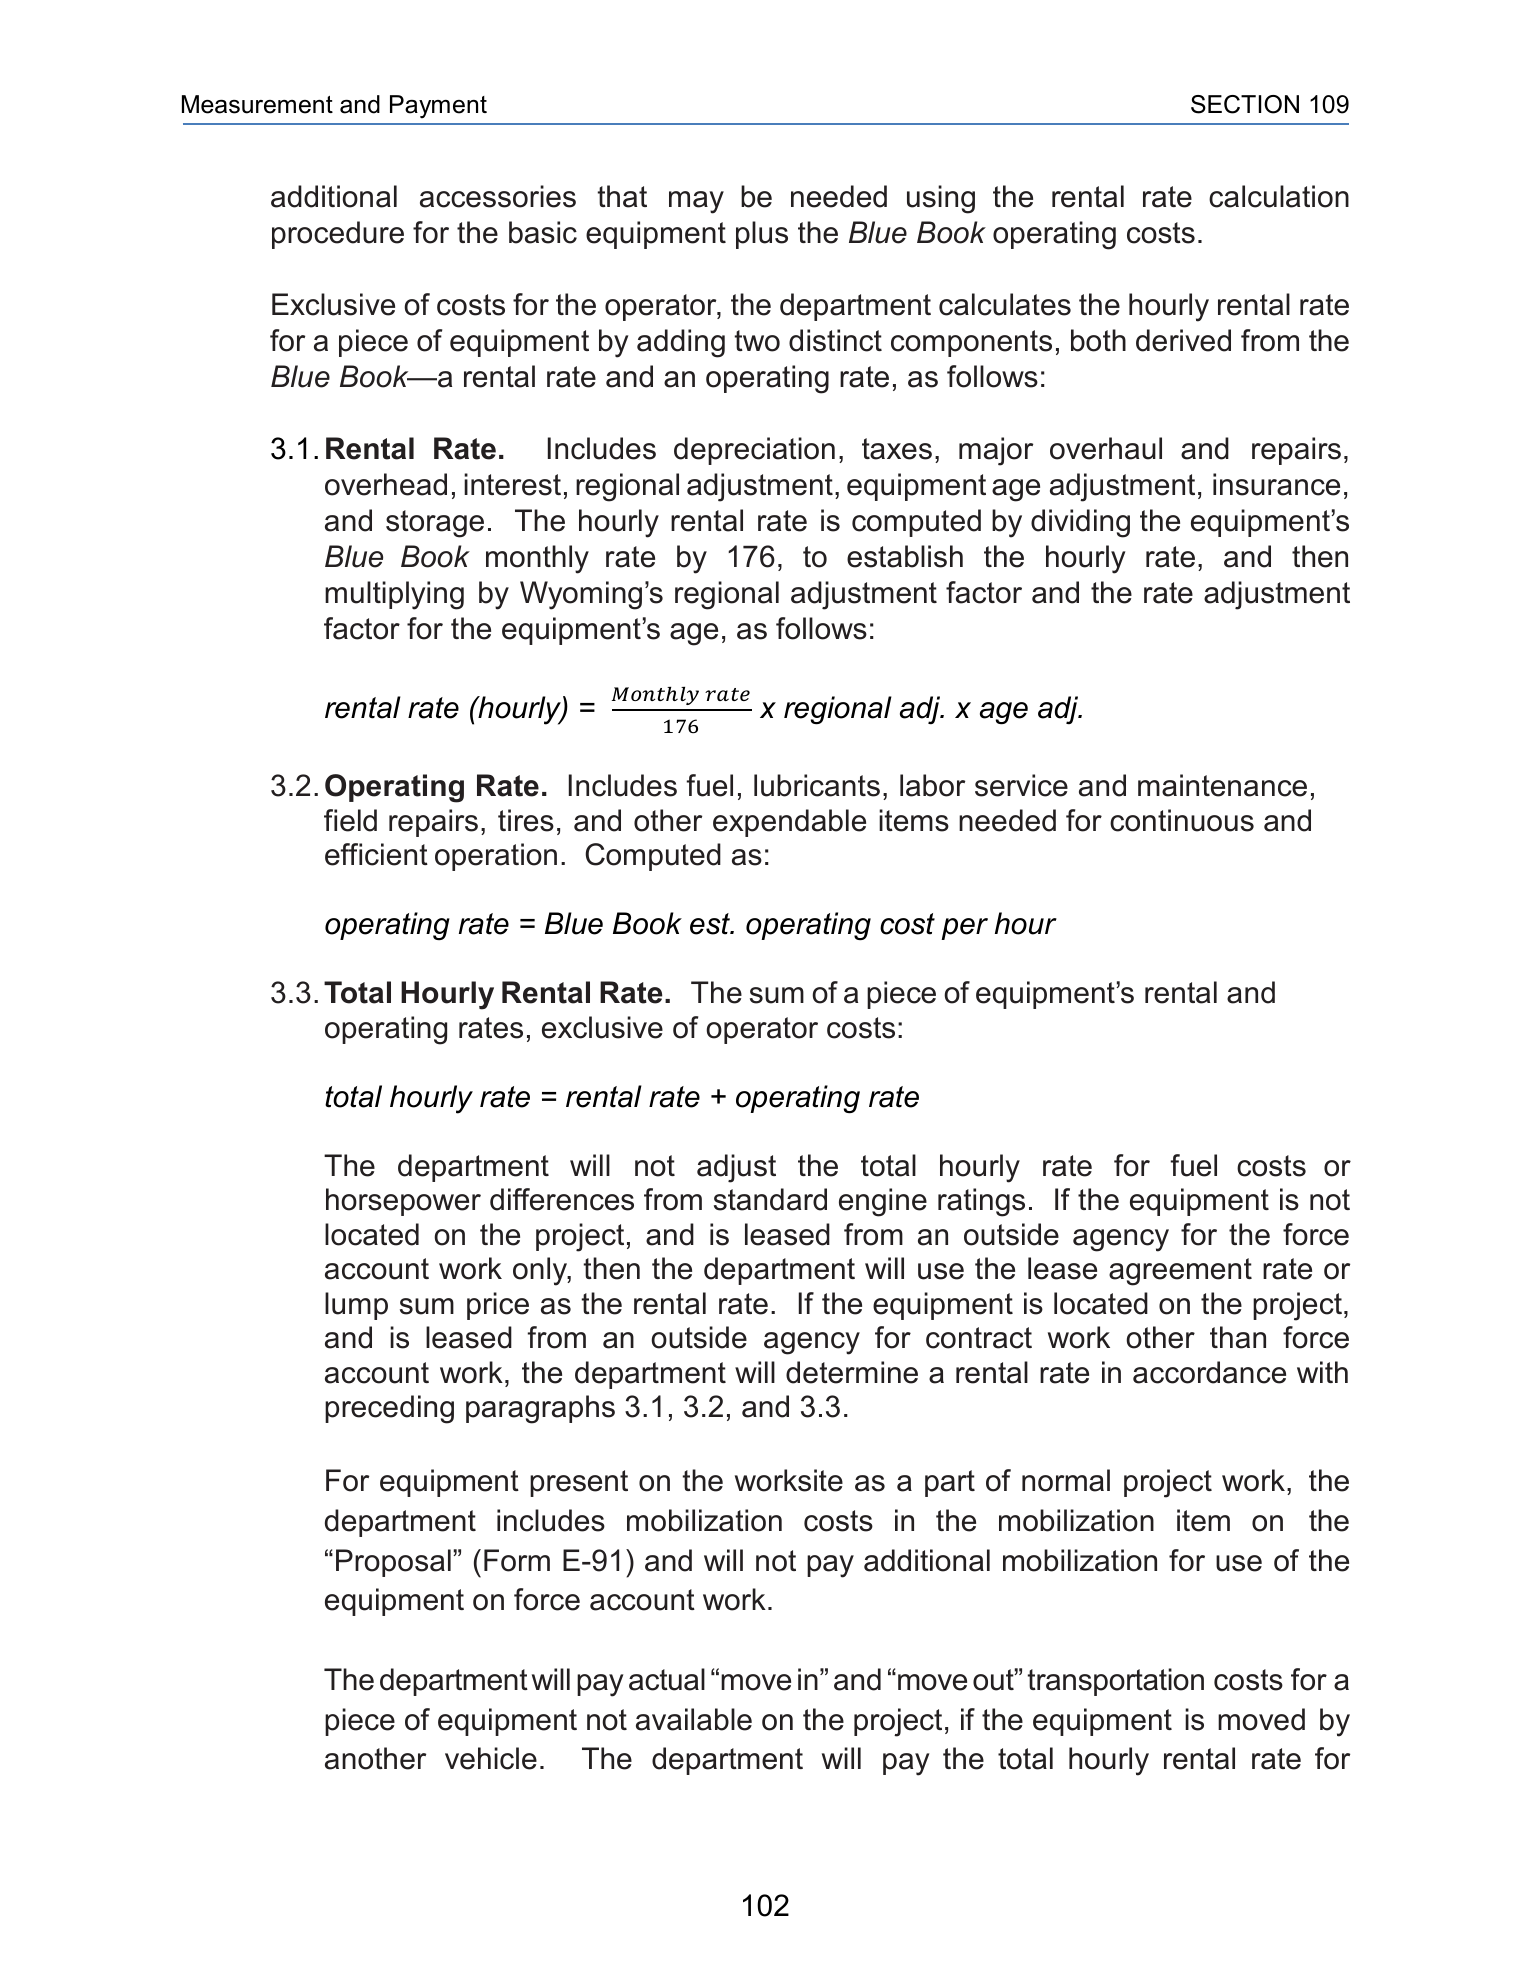 Measurement and Payment SECTION 109
additional accessories that may be needed using the rental rate calculation
procedure for the basic equipment plus the Blue Book operating costs.
Exclusive of costs for the operator, the department calculates the hourly rental rate
for a piece of equipment by adding two distinct components, both derived from the
Blue Book—a rental rate and an operating rate, as follows:
3.1. Rental Rate. Includes depreciation, taxes, major overhaul and repairs,
overhead, interest, regional adjustment, equipment age adjustment, insurance,
and storage. The hourly rental rate is computed by dividing the equipment’s
Blue Book monthly rate by 176, to establish the hourly rate, and then
multiplying by Wyoming’s regional adjustment factor and the rate adjustment
factor for the equipment’s age, as follows:
rental rate (hourly) = Monthly rate / 176 x regional adj. x age adj.
3.2. Operating Rate. Includes fuel, lubricants, labor service and maintenance,
field repairs, tires, and other expendable items needed for continuous and
efficient operation. Computed as:
operating rate = Blue Book est. operating cost per hour
3.3. Total Hourly Rental Rate. The sum of a piece of equipment’s rental and
operating rates, exclusive of operator costs:
total hourly rate = rental rate + operating rate
The department will not adjust the total hourly rate for fuel costs or
horsepower differences from standard engine ratings. If the equipment is not
located on the project, and is leased from an outside agency for the force
account work only, then the department will use the lease agreement rate or
lump sum price as the rental rate. If the equipment is located on the project,
and is leased from an outside agency for contract work other than force
account work, the department will determine a rental rate in accordance with
preceding paragraphs 3.1, 3.2, and 3.3.
For equipment present on the worksite as a part of normal project work, the
department includes mobilization costs in the mobilization item on the
“Proposal” (Form E-91) and will not pay additional mobilization for use of the
equipment on force account work.
The department will pay actual “move in” and “move out” transportation costs for a
piece of equipment not available on the project, if the equipment is moved by
another vehicle. The department will pay the total hourly rental rate for
102